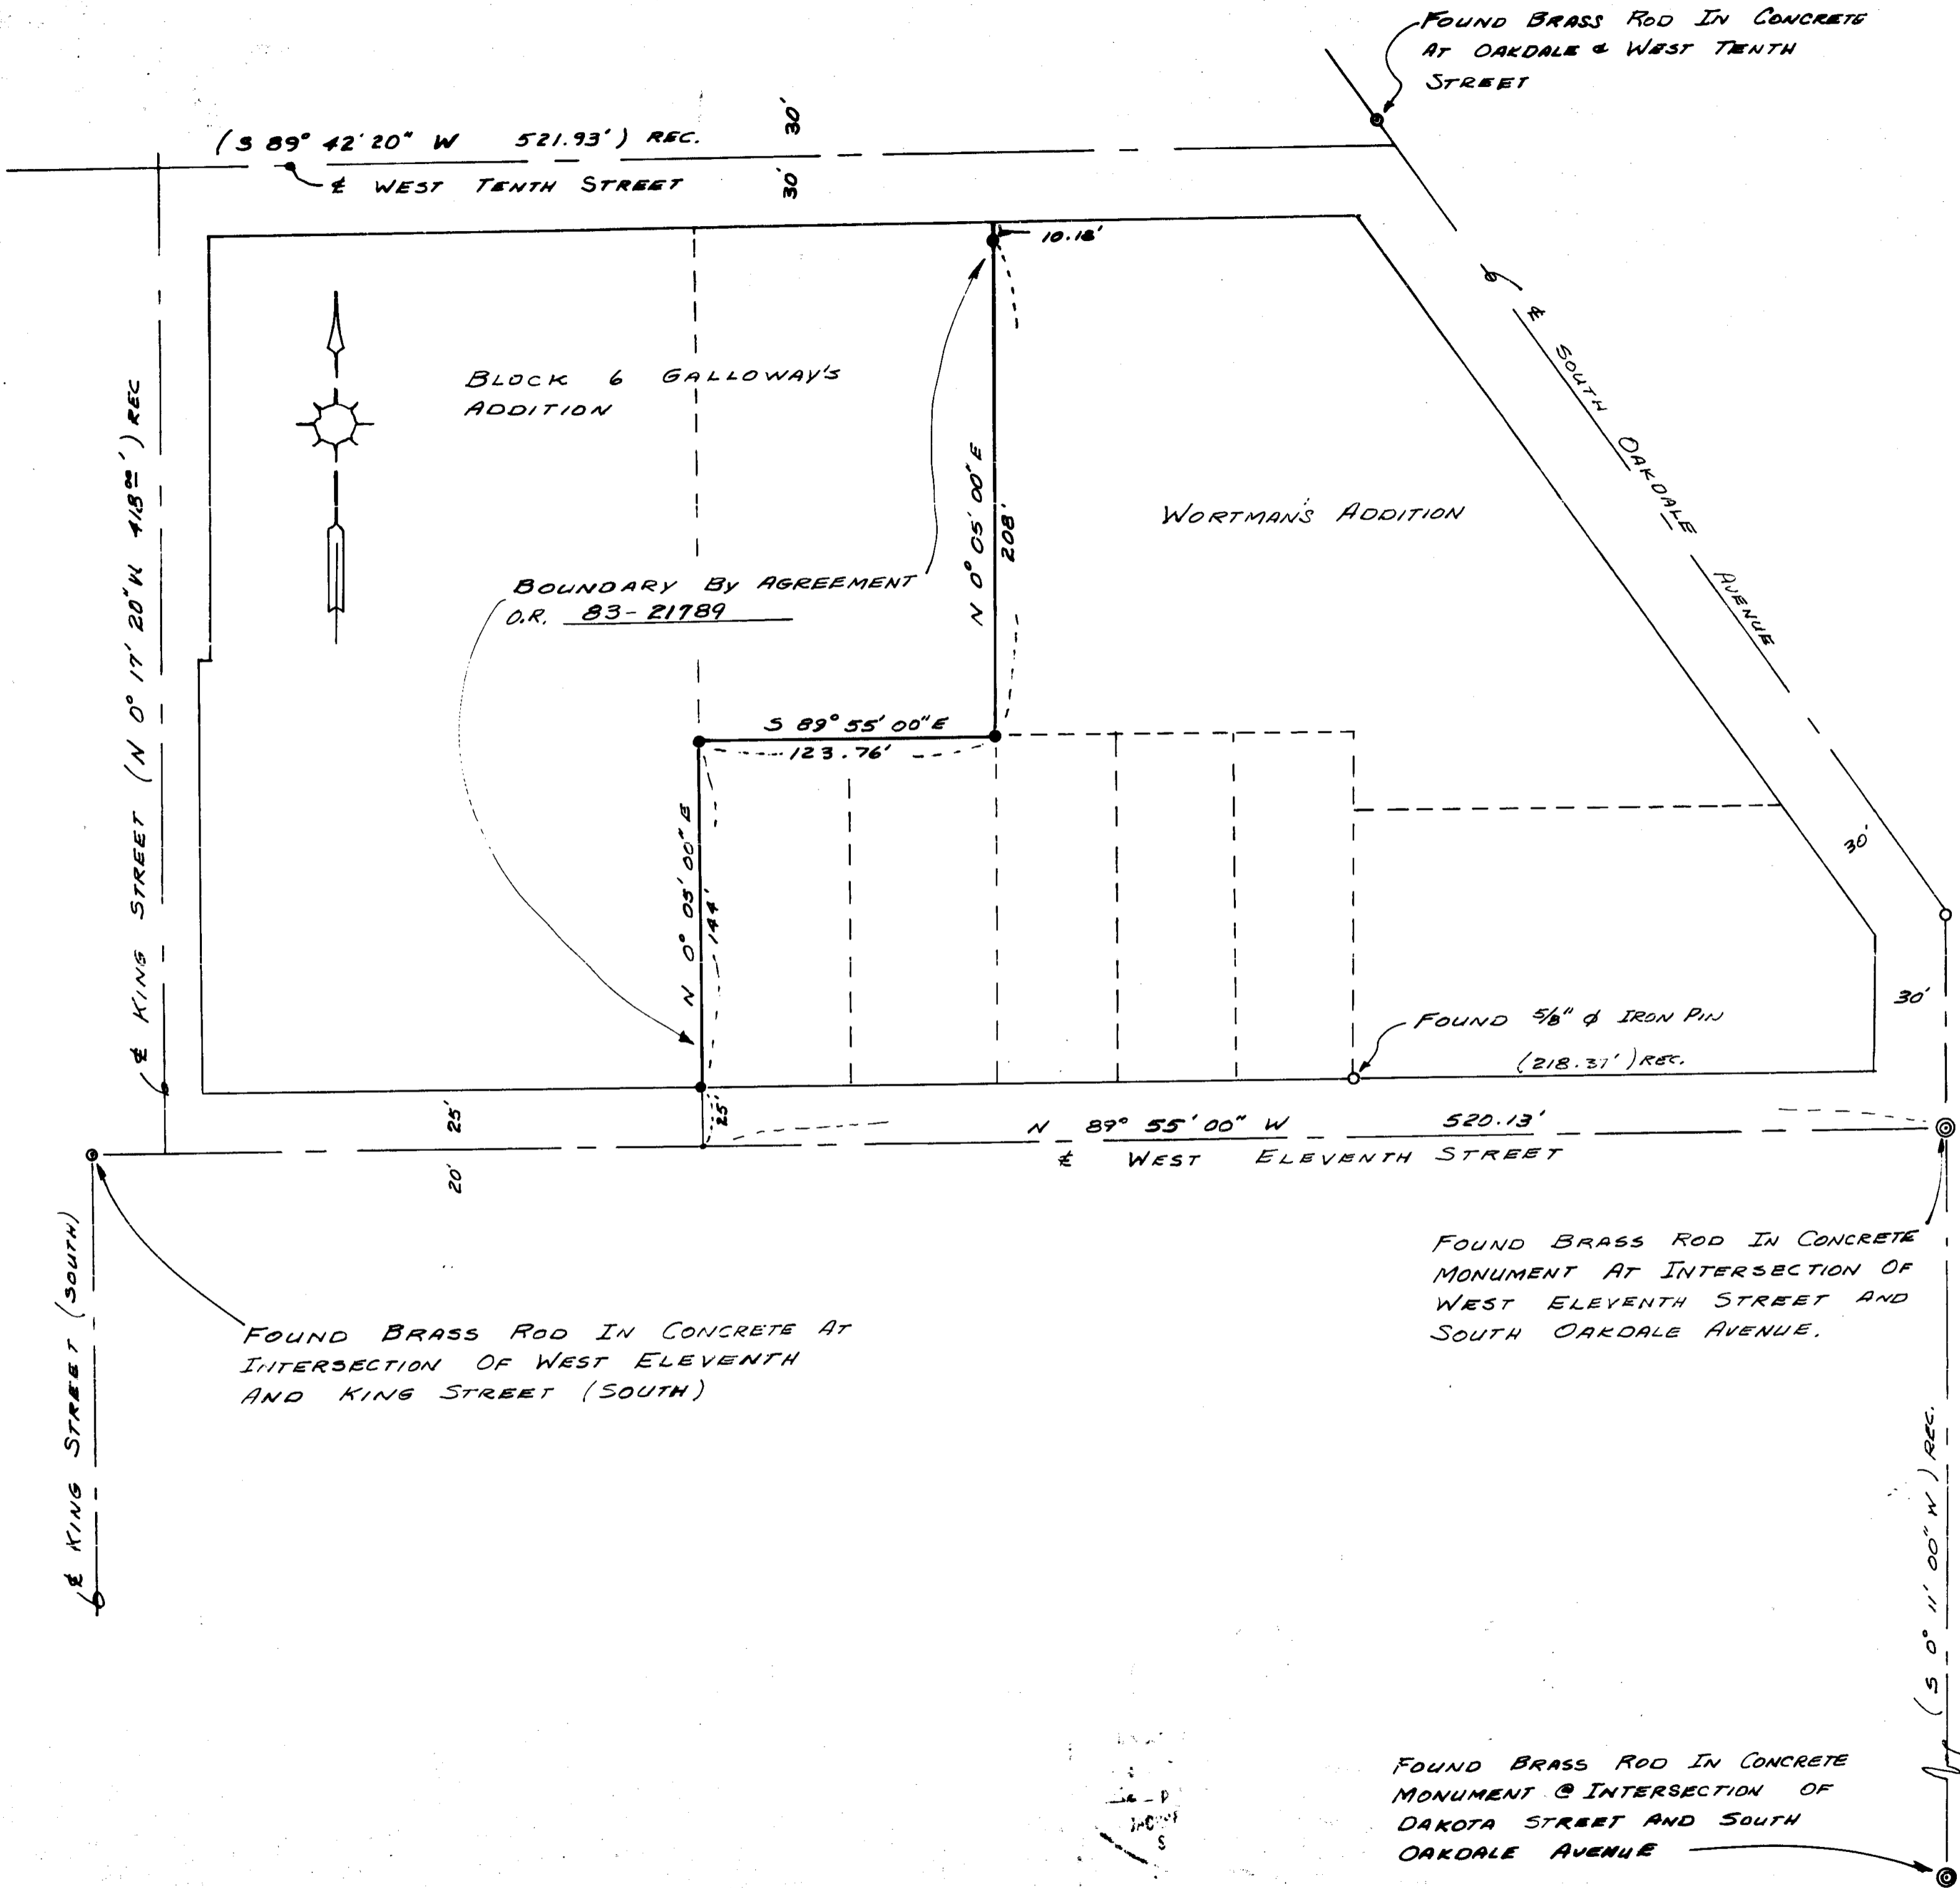 FOUND BRASS ROD IN CONCRETE
AT OAKDALE & WEST TENTH
STREET
(S 89° 42' 20" W 521.93') REC.
30'
30'
℄ WEST TENTH STREET
10.18'
℄ SOUTH OAKDALE AVENUE
BLOCK 6 GALLOWAY'S
ADDITION
℄ KING STREET (N 0° 17' 20" W 418.00') REC
N 0° 05' 00" E
208'
WORTMAN'S ADDITION
BOUNDARY BY AGREEMENT
O.R. 83-21789
S 89° 55' 00" E
123.76'
N 0° 05' 00" E
144'
30'
30'
FOUND 5/8" ϕ IRON PIN
(218.37') REC.
25'
25'
20'
N 89° 55' 00" W 520.13'
℄ WEST ELEVENTH STREET
℄ KING STREET (SOUTH)
FOUND BRASS ROD IN CONCRETE AT
INTERSECTION OF WEST ELEVENTH
AND KING STREET (SOUTH)
FOUND BRASS ROD IN CONCRETE
MONUMENT AT INTERSECTION OF
WEST ELEVENTH STREET AND
SOUTH OAKDALE AVENUE.
(S 0° 11' 00" W) REC.
FOUND BRASS ROD IN CONCRETE
MONUMENT @ INTERSECTION OF
DAKOTA STREET AND SOUTH
OAKDALE AVENUE